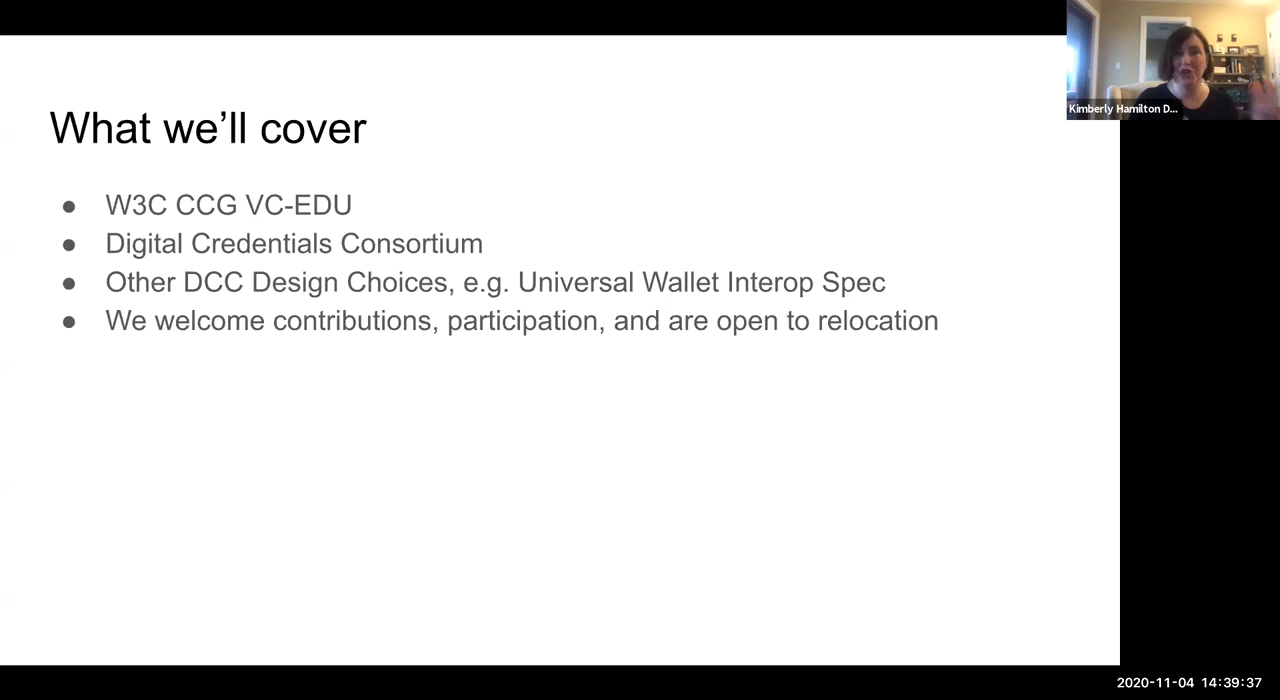 What we’ll cover
● W3C CCG VC-EDU
● Digital Credentials Consortium
● Other DCC Design Choices, e.g. Universal Wallet Interop Spec
● We welcome contributions, participation, and are open to relocation
Kimberly Hamilton D...
2020-11-04 14:39:37